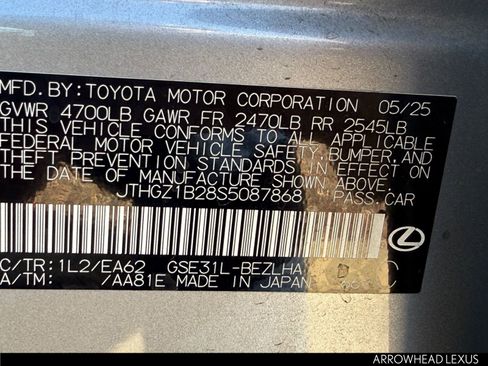 MFD. BY: TOYOTA MOTOR CORPORATION 05/25
GVWR 4700LB GAWR FR 2470LB RR 2545LB
THIS VEHICLE CONFORMS TO ALL APPLICABLE
FEDERAL MOTOR VEHICLE SAFETY, BUMPER, AND
THEFT PREVENTION STANDARDS IN EFFECT ON
THE DATE OF MANUFACTURE SHOWN ABOVE.
JTHGZ1B28S5087868 PASS.CAR
C/TR: 1L2/EA62 GSE31L-BEZLHA
A/TM: /AA81E MADE IN JAPAN
ARROWHEAD LEXUS